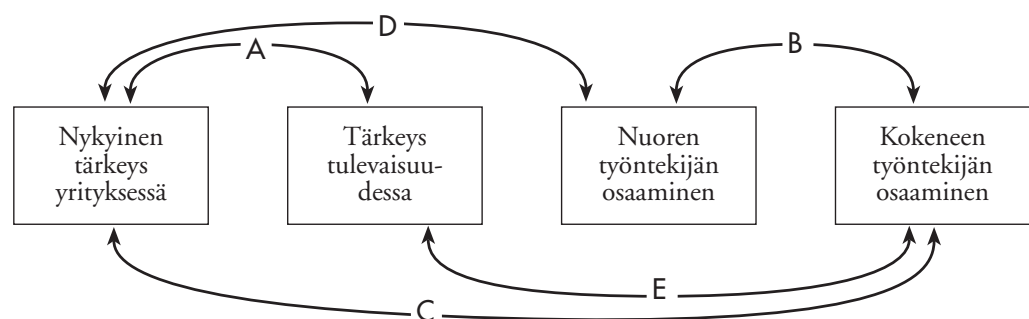 D
A
B
Nykyinen
tärkeys
yrityksessä
Tärkeys
tulevaisuu-
dessa
Nuoren
työntekijän
osaaminen
Kokeneen
työntekijän
osaaminen
E
C